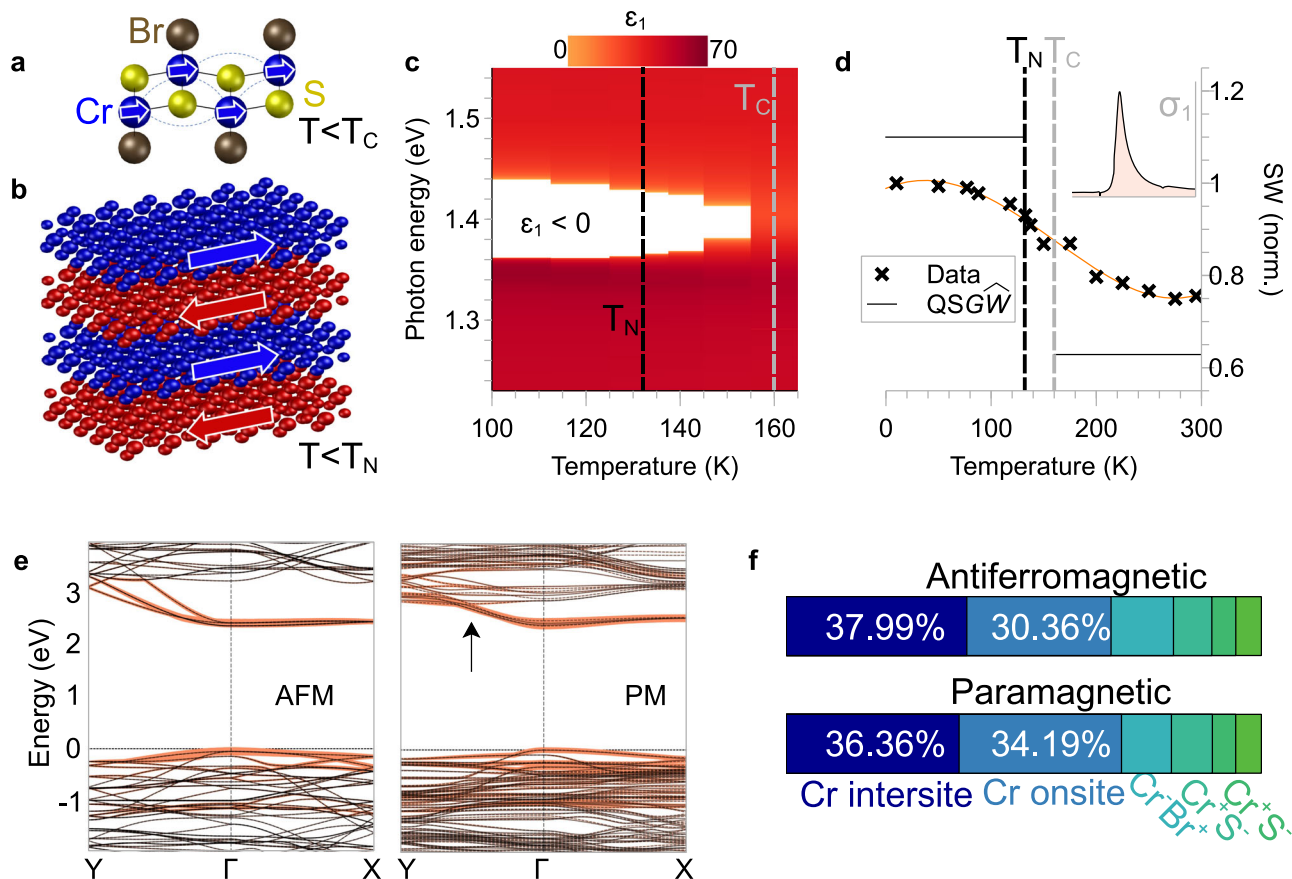 a
Br
Cr
S
T<T_C
b
T<T_N
c
ε₁
0
70
T_N
T_C
ε₁ < 0
Photon energy (eV)
1.5
1.4
1.3
100
120
140
160
Temperature (K)
d
T_N
T_C
σ₁
1.2
1
0.8
0.6
SW (norm.)
Data
QSGŴ
0
100
200
300
Temperature (K)
e
Energy (eV)
3
2
1
0
-1
AFM
PM
Y
Γ
X
Y
Γ
X
f
Antiferromagnetic
37.99%
30.36%
Paramagnetic
36.36%
34.19%
Cr intersite
Cr onsite
Cr⁻Br⁺
Cr⁺S⁻
Cr⁺S⁻